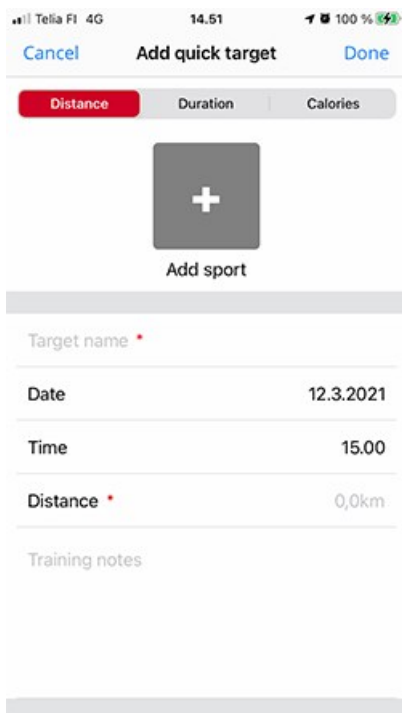 Telia FI 4G 14.51 100 %
Cancel Add quick target Done
Distance Duration Calories
Add sport
Target name *
Date 12.3.2021
Time 15.00
Distance * 0,0km
Training notes